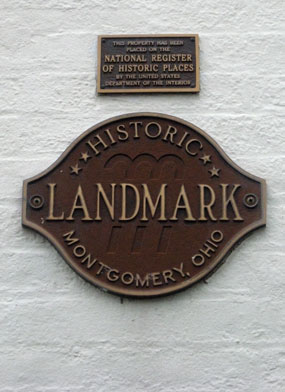 THIS PROPERTY HAS BEEN
PLACED ON THE
NATIONAL REGISTER
OF HISTORIC PLACES
BY THE UNITED STATES
DEPARTMENT OF THE INTERIOR
HISTORIC
LANDMARK
MONTGOMERY, OHIO